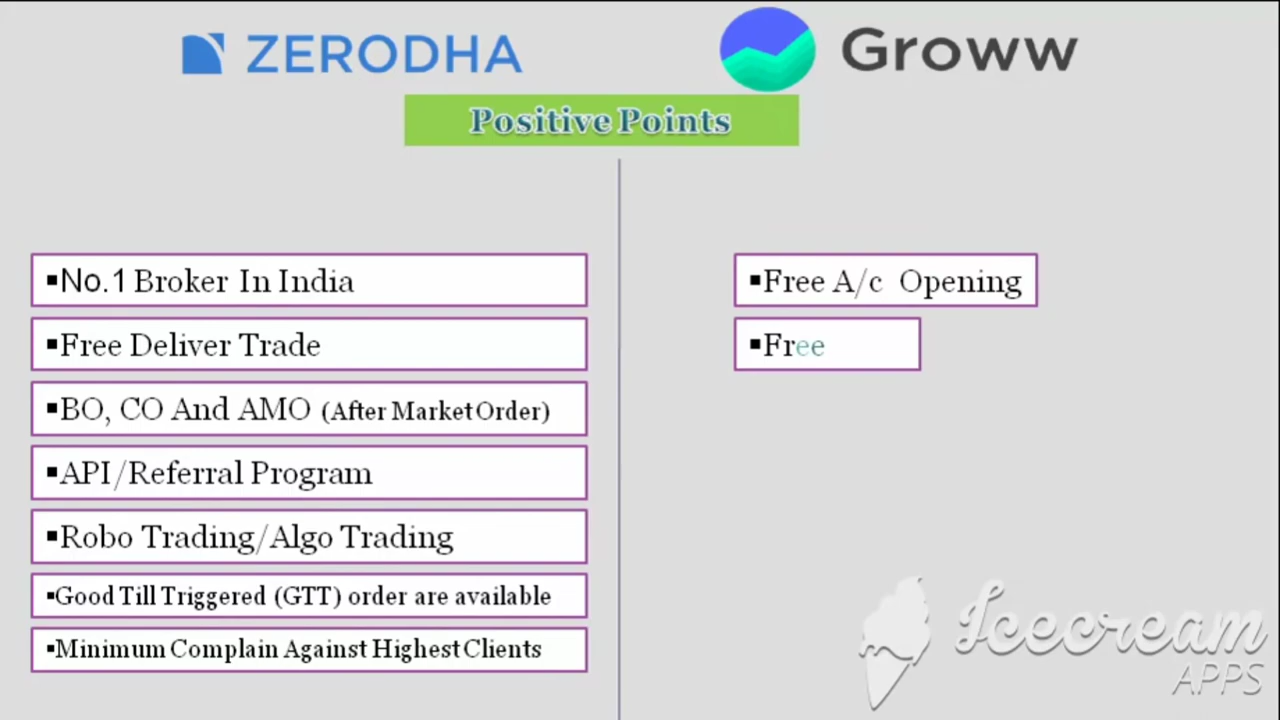 ZERODHA
Groww
Positive Points
▪No.1 Broker In India
▪Free Deliver Trade
▪BO, CO And AMO (After Market Order)
▪API/Referral Program
▪Robo Trading/Algo Trading
▪Good Till Triggered (GTT) order are available
▪Minimum Complain Against Highest Clients
▪Free A/c Opening
▪Free
Icecream
APPS